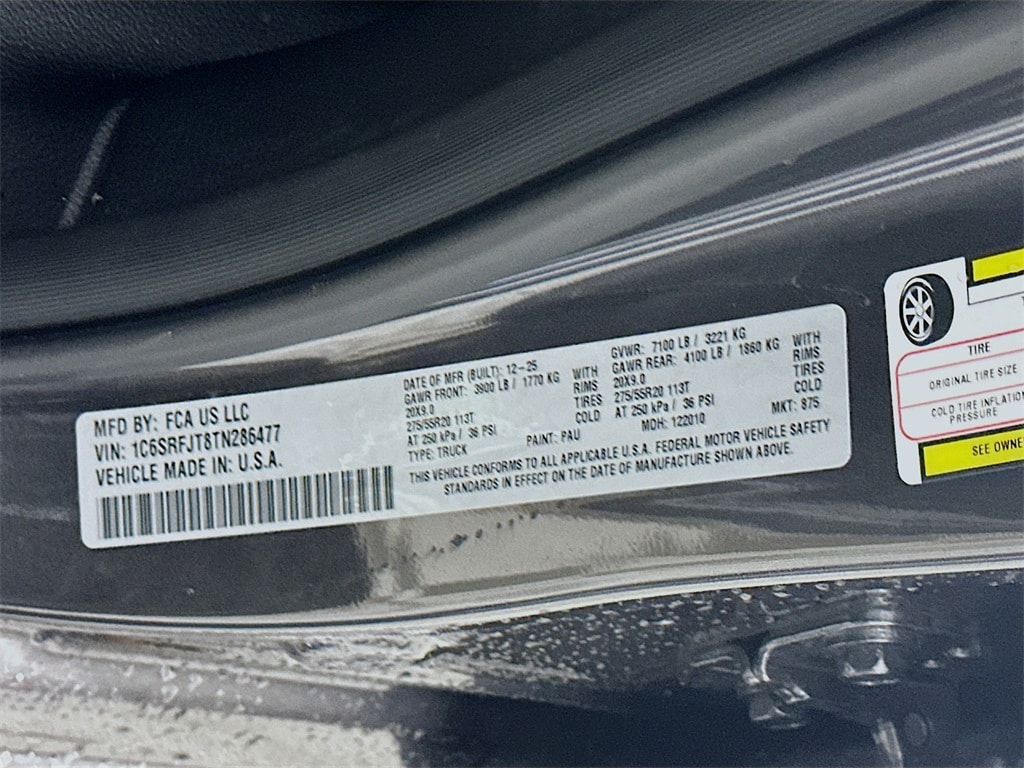 MFD BY: FCA US LLC
VIN: 1C6SRFJT8TN286477
VEHICLE MADE IN: U.S.A.
DATE OF MFR (BUILT): 12-25
GAWR FRONT: 3900 LB / 1770 KG
20X9.0
275/55R20 113T
AT 250 kPa / 36 PSI
TYPE: TRUCK
WITH
RIMS
TIRES
COLD
PAINT: PAU
GVWR: 7100 LB / 3221 KG
GAWR REAR: 4100 LB / 1860 KG
20X9.0
275/55R20 113T
AT 250 kPa / 36 PSI
MDH: 122010
WITH
RIMS
TIRES
COLD
MKT: 875
THIS VEHICLE CONFORMS TO ALL APPLICABLE U.S.A. FEDERAL MOTOR VEHICLE SAFETY
STANDARDS IN EFFECT ON THE DATE OF MANUFACTURE SHOWN ABOVE.
TIRE
ORIGINAL TIRE SIZE
COLD TIRE INFLATION
PRESSURE
SEE OWNE